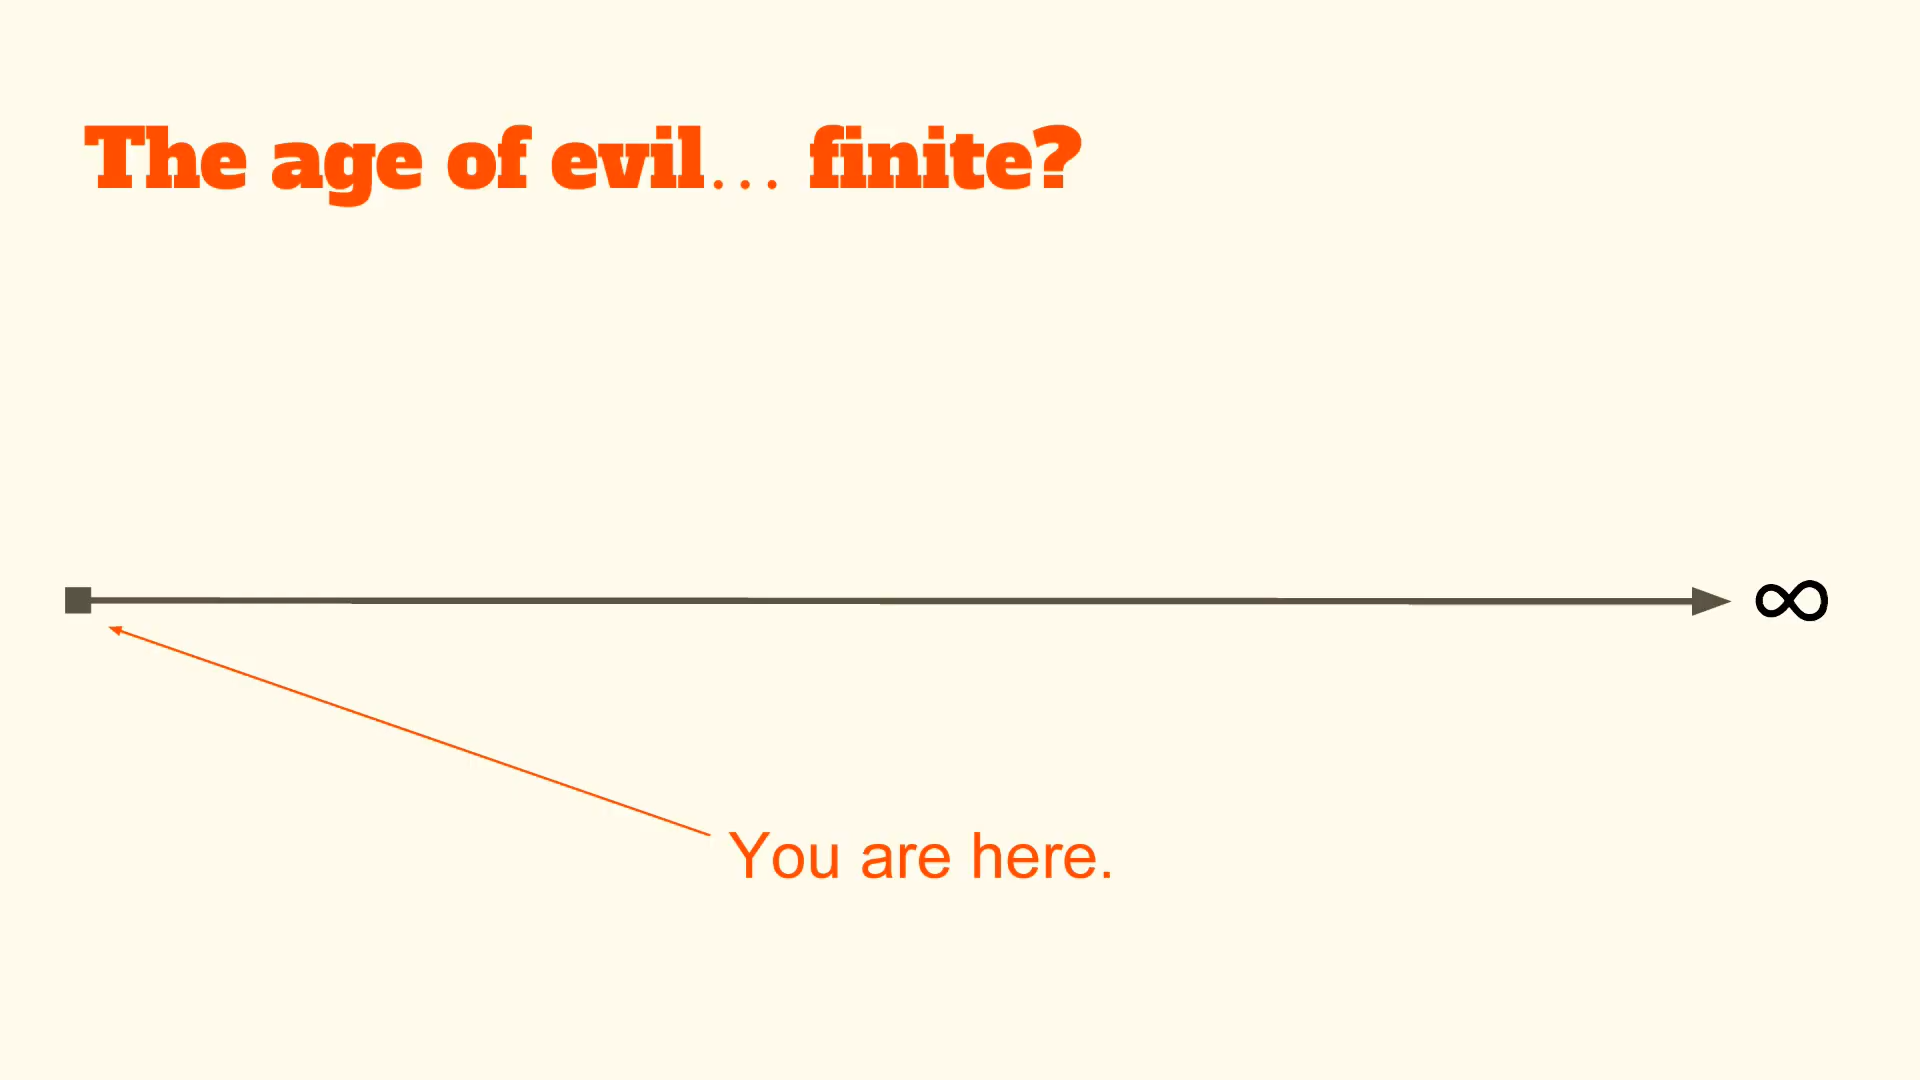 The age of evil… finite?
∞
You are here.